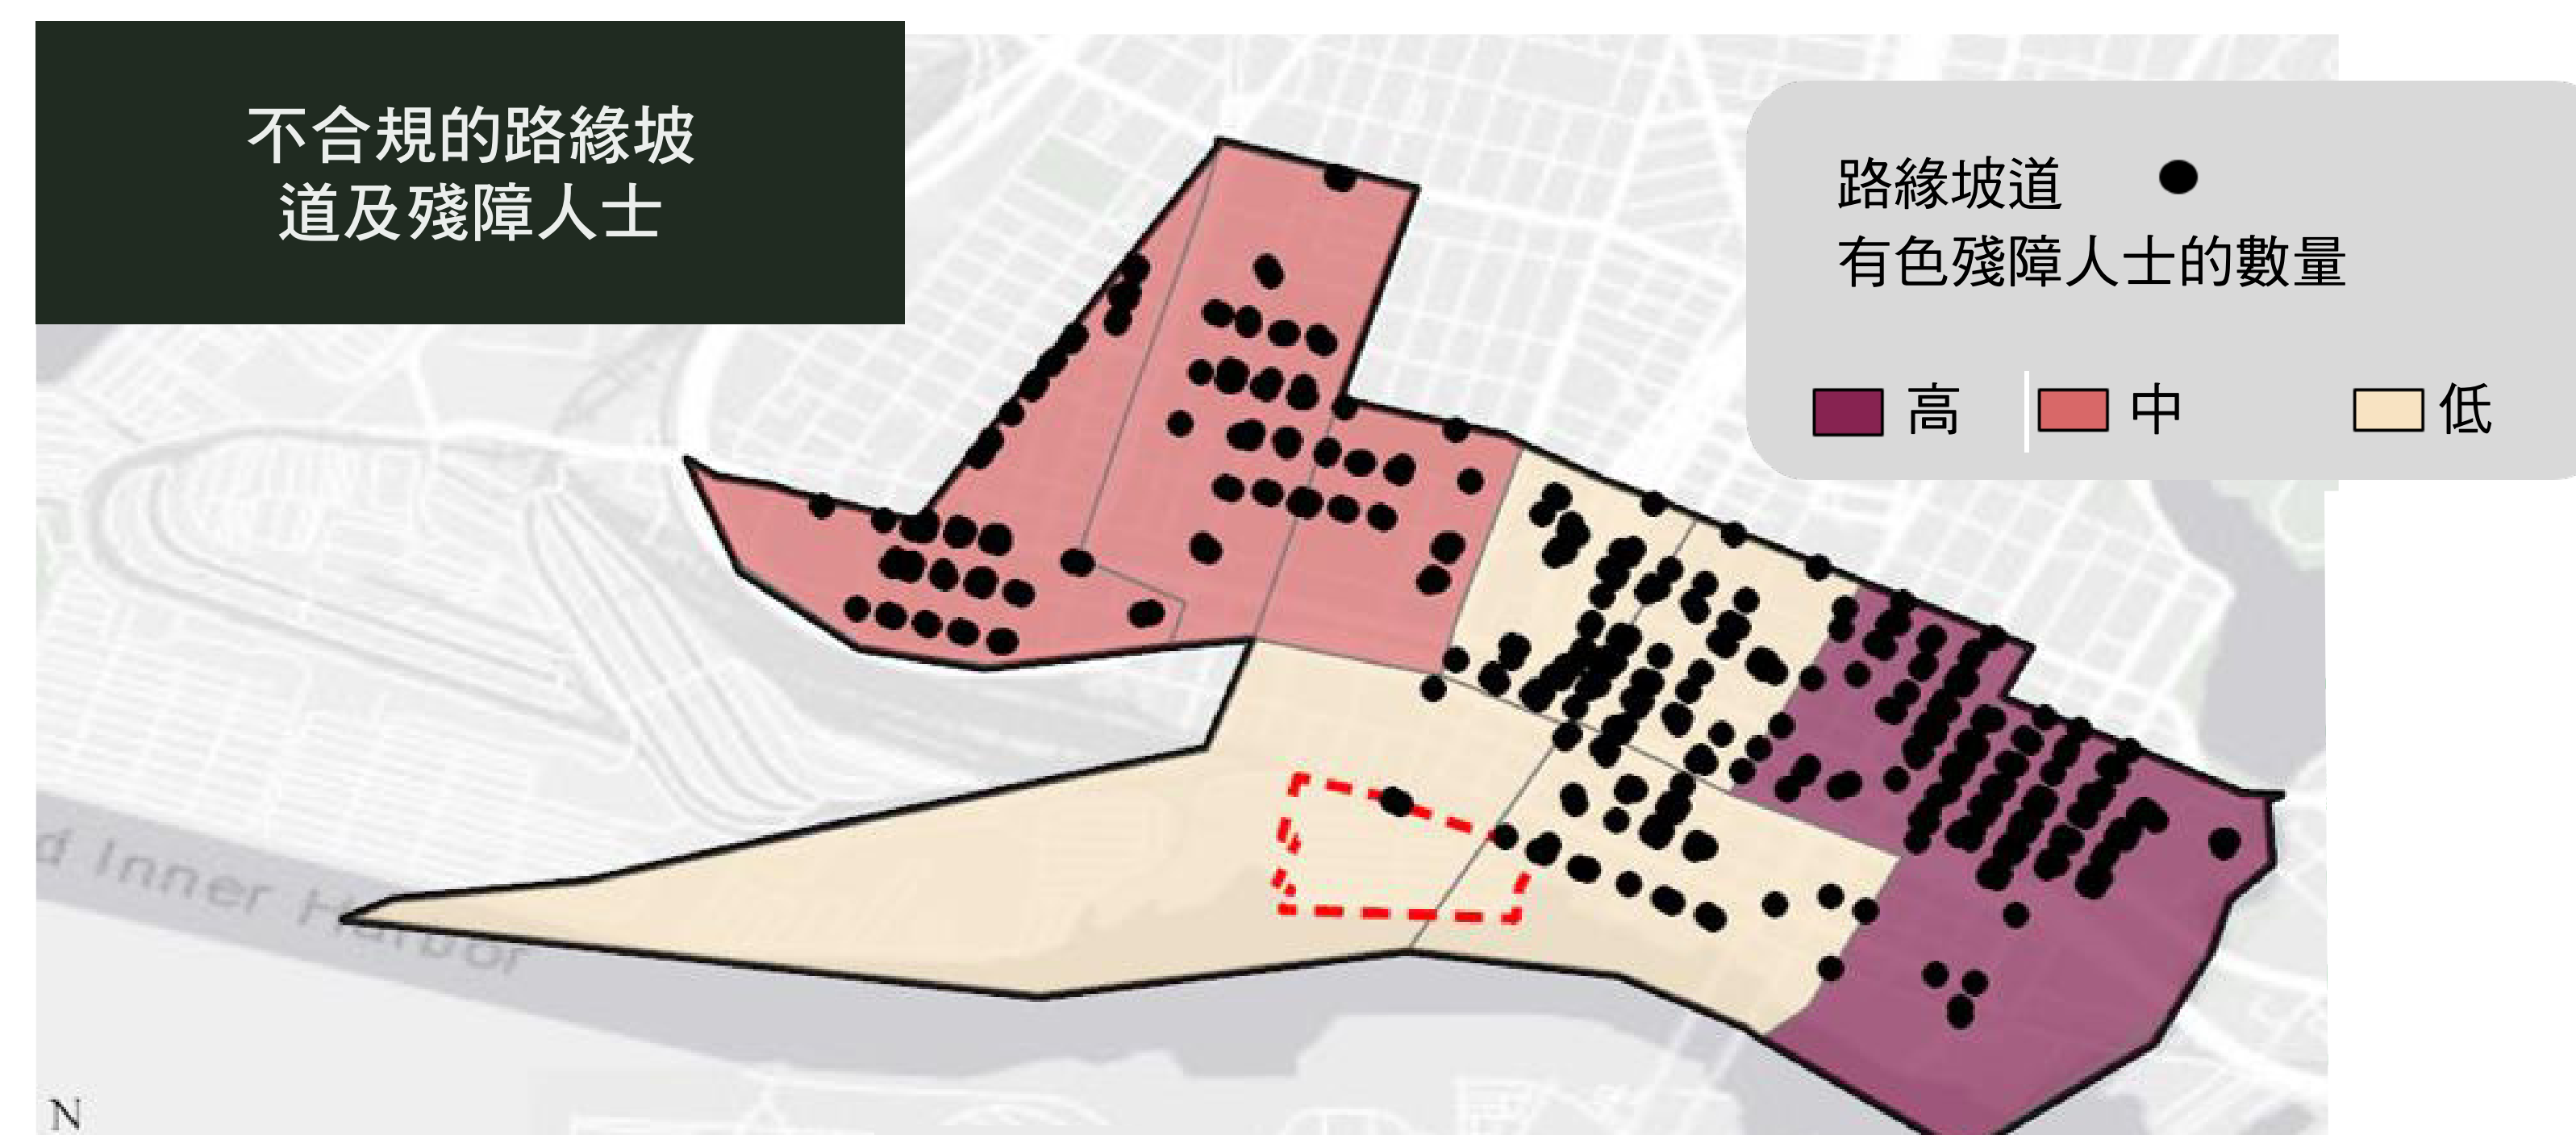 不合規的路緣坡
道及殘障人士
路緣坡道
有色殘障人士的數量
高 中 低
d Inner Harbor
N